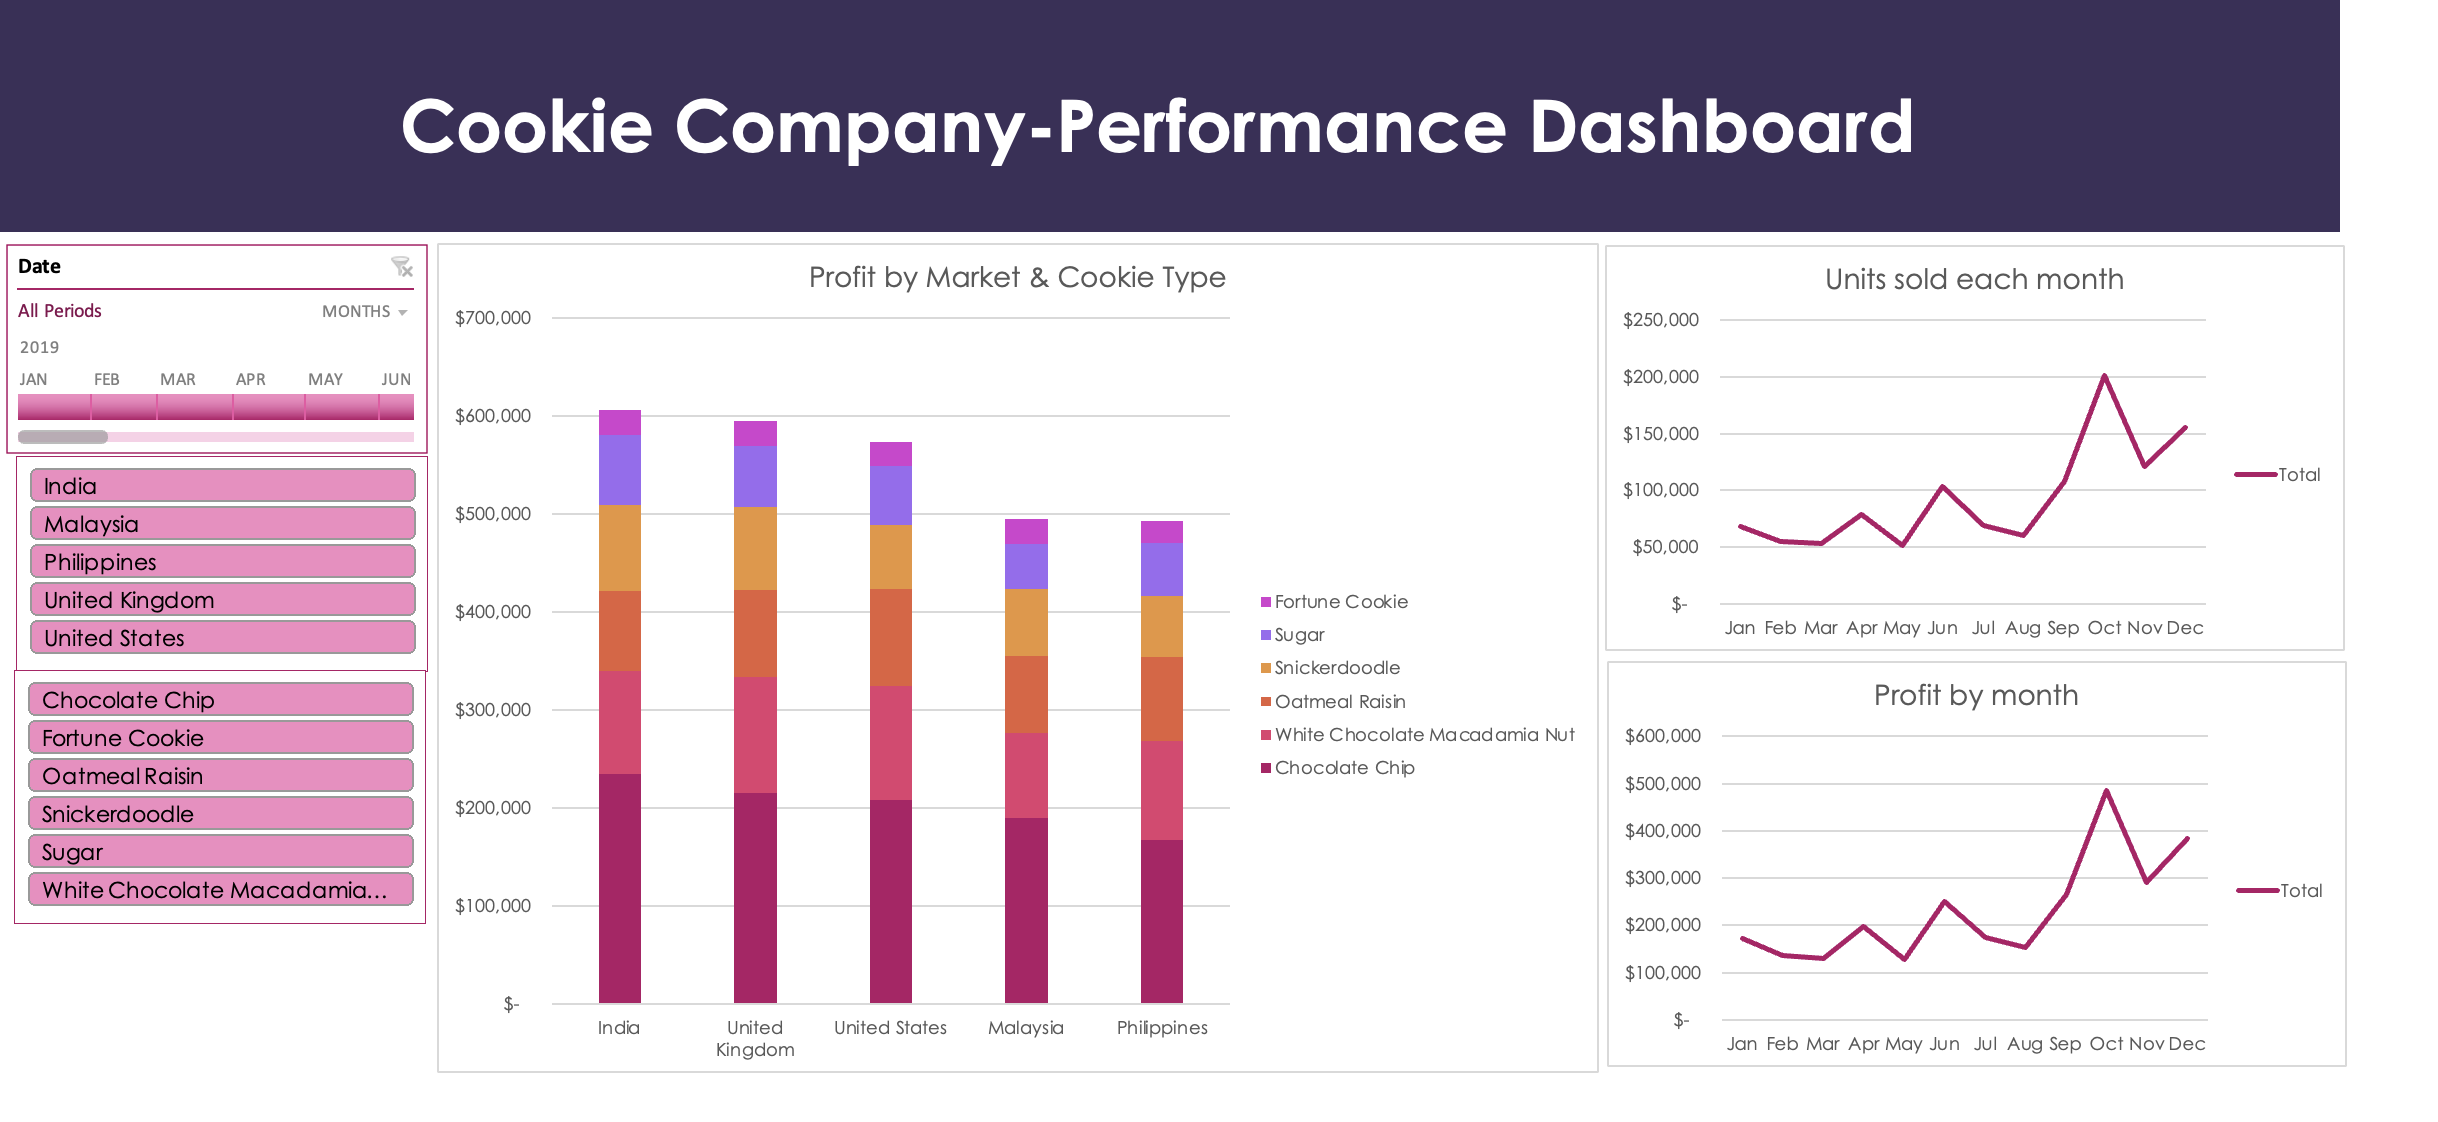 Cookie Company-Performance Dashboard
Date
All Periods
MONTHS
2019
JAN FEB MAR APR MAY JUN
India
Malaysia
Philippines
United Kingdom
United States
Chocolate Chip
Fortune Cookie
Oatmeal Raisin
Snickerdoodle
Sugar
White Chocolate Macadamia...
Profit by Market & Cookie Type
$700,000
$600,000
$500,000
$400,000
$300,000
$200,000
$100,000
$-
India United Kingdom United States Malaysia Philippines
Fortune Cookie
Sugar
Snickerdoodle
Oatmeal Raisin
White Chocolate Macadamia Nut
Chocolate Chip
Units sold each month
$250,000
$200,000
$150,000
$100,000
$50,000
$-
Jan Feb Mar Apr May Jun Jul Aug Sep Oct Nov Dec
Total
Profit by month
$600,000
$500,000
$400,000
$300,000
$200,000
$100,000
$-
Jan Feb Mar Apr May Jun Jul Aug Sep Oct Nov Dec
Total